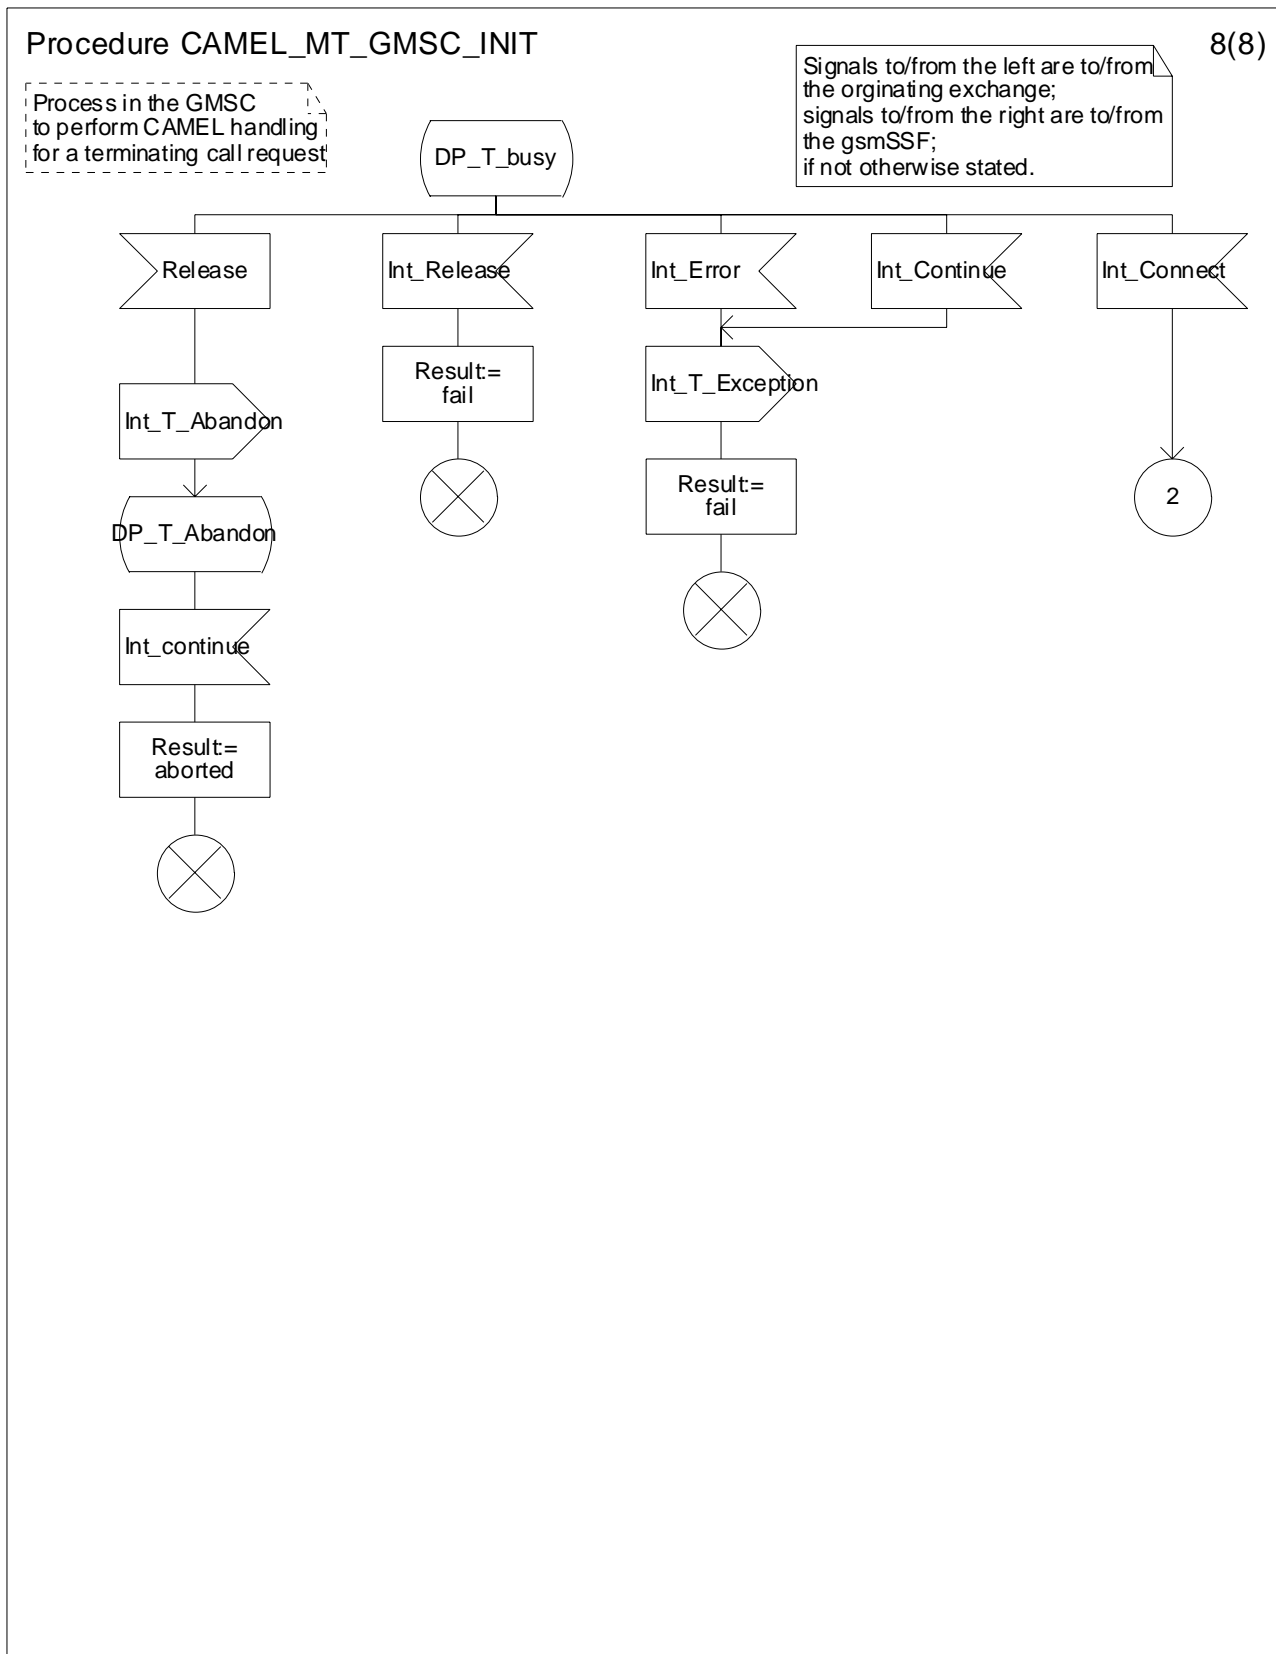 Procedure CAMEL_MT_GMSC_INIT
8(8)
Process in the GMSC
to perform CAMEL handling
for a terminating call request
Signals to/from the left are to/from
the orginating exchange;
signals to/from the right are to/from
the gsmSSF;
if not otherwise stated.
DP_T_busy
Release
Int_Release
Int_Error
Int_Continue
Int_Connect
Int_T_Abandon
Result:=
fail
Int_T_Exception
DP_T_Abandon
Result:=
fail
2
Int_continue
Result:=
aborted